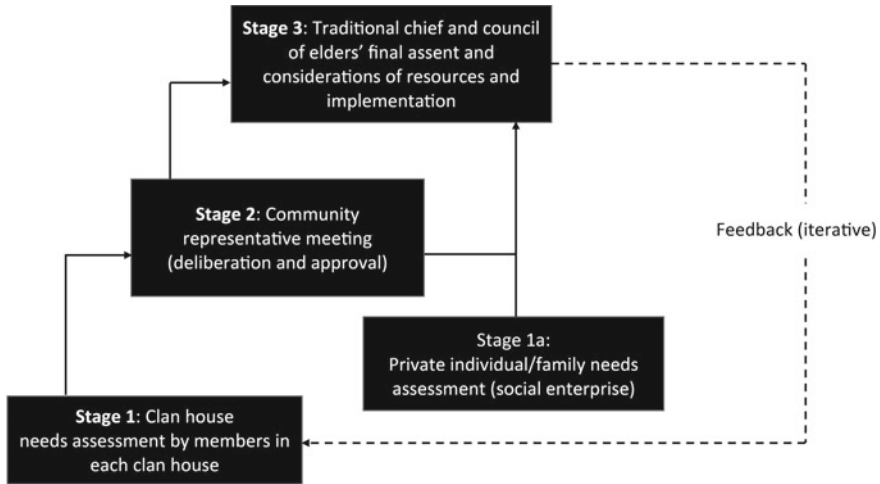 Stage 3: Traditional chief and council
of elders’ final assent and
considerations of resources and
implementation
Stage 2: Community
representative meeting
(deliberation and approval)
Feedback (iterative)
Stage 1a:
Private individual/family needs
assessment (social enterprise)
Stage 1: Clan house
needs assessment by members in
each clan house